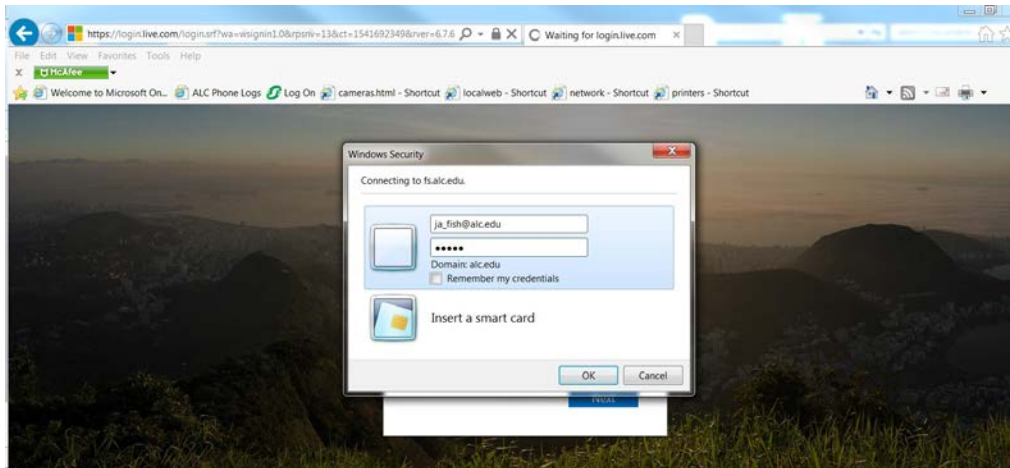 https://login.live.com/login.srf?wa=wsignin1.0&rpsnv=13&ct=1541692349&rver=6.7.6
Waiting for login.live.com
File Edit View Favorites Tools Help
X McAfee
Welcome to Microsoft On... ALC Phone Logs Log On cameras.html - Shortcut localweb - Shortcut network - Shortcut printers - Shortcut
Windows Security
Connecting to fs.alc.edu.
ja_fish@alc.edu
•••••
Domain: alc.edu
Remember my credentials
Insert a smart card
OK Cancel
Next